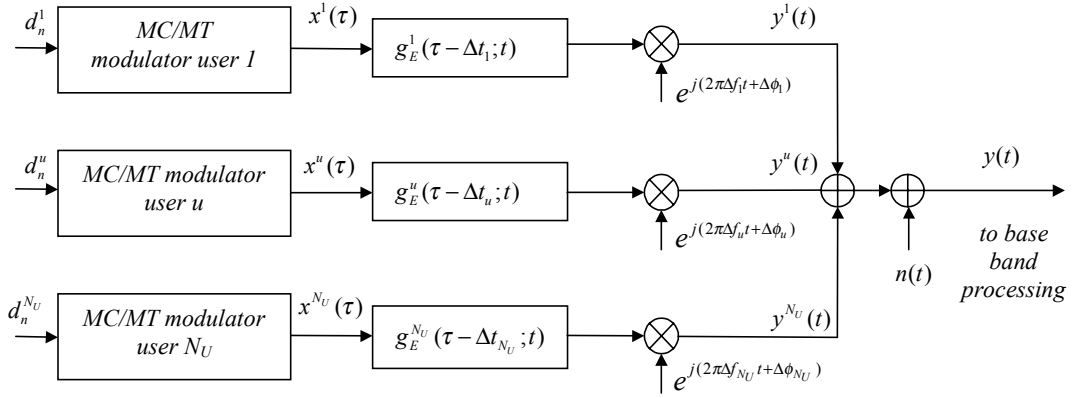 d_n^1
MC/MT
modulator user 1
x^1(τ)
g_E^1(τ − Δt_1;t)
e^{j(2πΔf_1t+Δϕ_1)}
y^1(t)
d_n^u
MC/MT modulator
user u
x^u(τ)
g_E^u(τ − Δt_u;t)
e^{j(2πΔf_ut+Δϕ_u)}
y^u(t)
y(t)
n(t)
to base
band
processing
d_n^{N_U}
MC/MT modulator
user N_U
x^{N_U}(τ)
g_E^{N_U}(τ − Δt_{N_U};t)
e^{j(2πΔf_{N_U}t+Δϕ_{N_U})}
y^{N_U}(t)